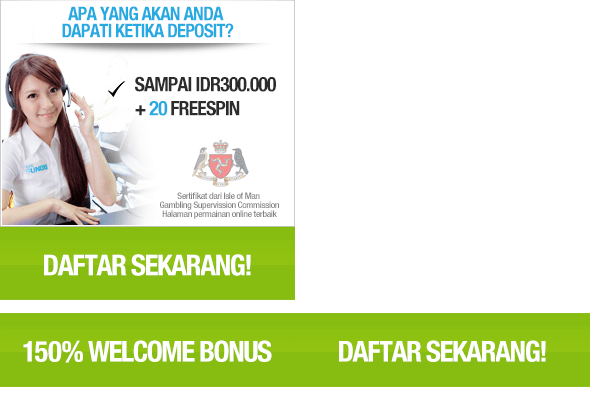 APA YANG AKAN ANDA
DAPATI KETIKA DEPOSIT?
SAMPAI IDR300.000
+ 20 FREESPIN
Sertifikat dari Isle of Man
Gambling Supervission Commission
Halaman permainan online terbaik
DAFTAR SEKARANG!
150% WELCOME BONUS
DAFTAR SEKARANG!